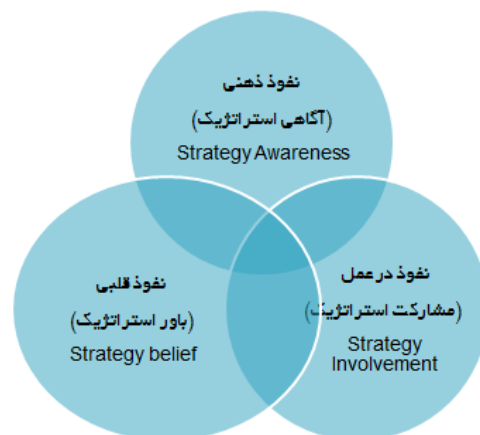 نفوذ ذهنی
(آگاهی استراتژیک)
Strategy Awareness
نفوذ قلبی
(باور استراتژیک)
Strategy belief
نفوذ در عمل
(مشارکت استراتژیک)
Strategy
Involvement